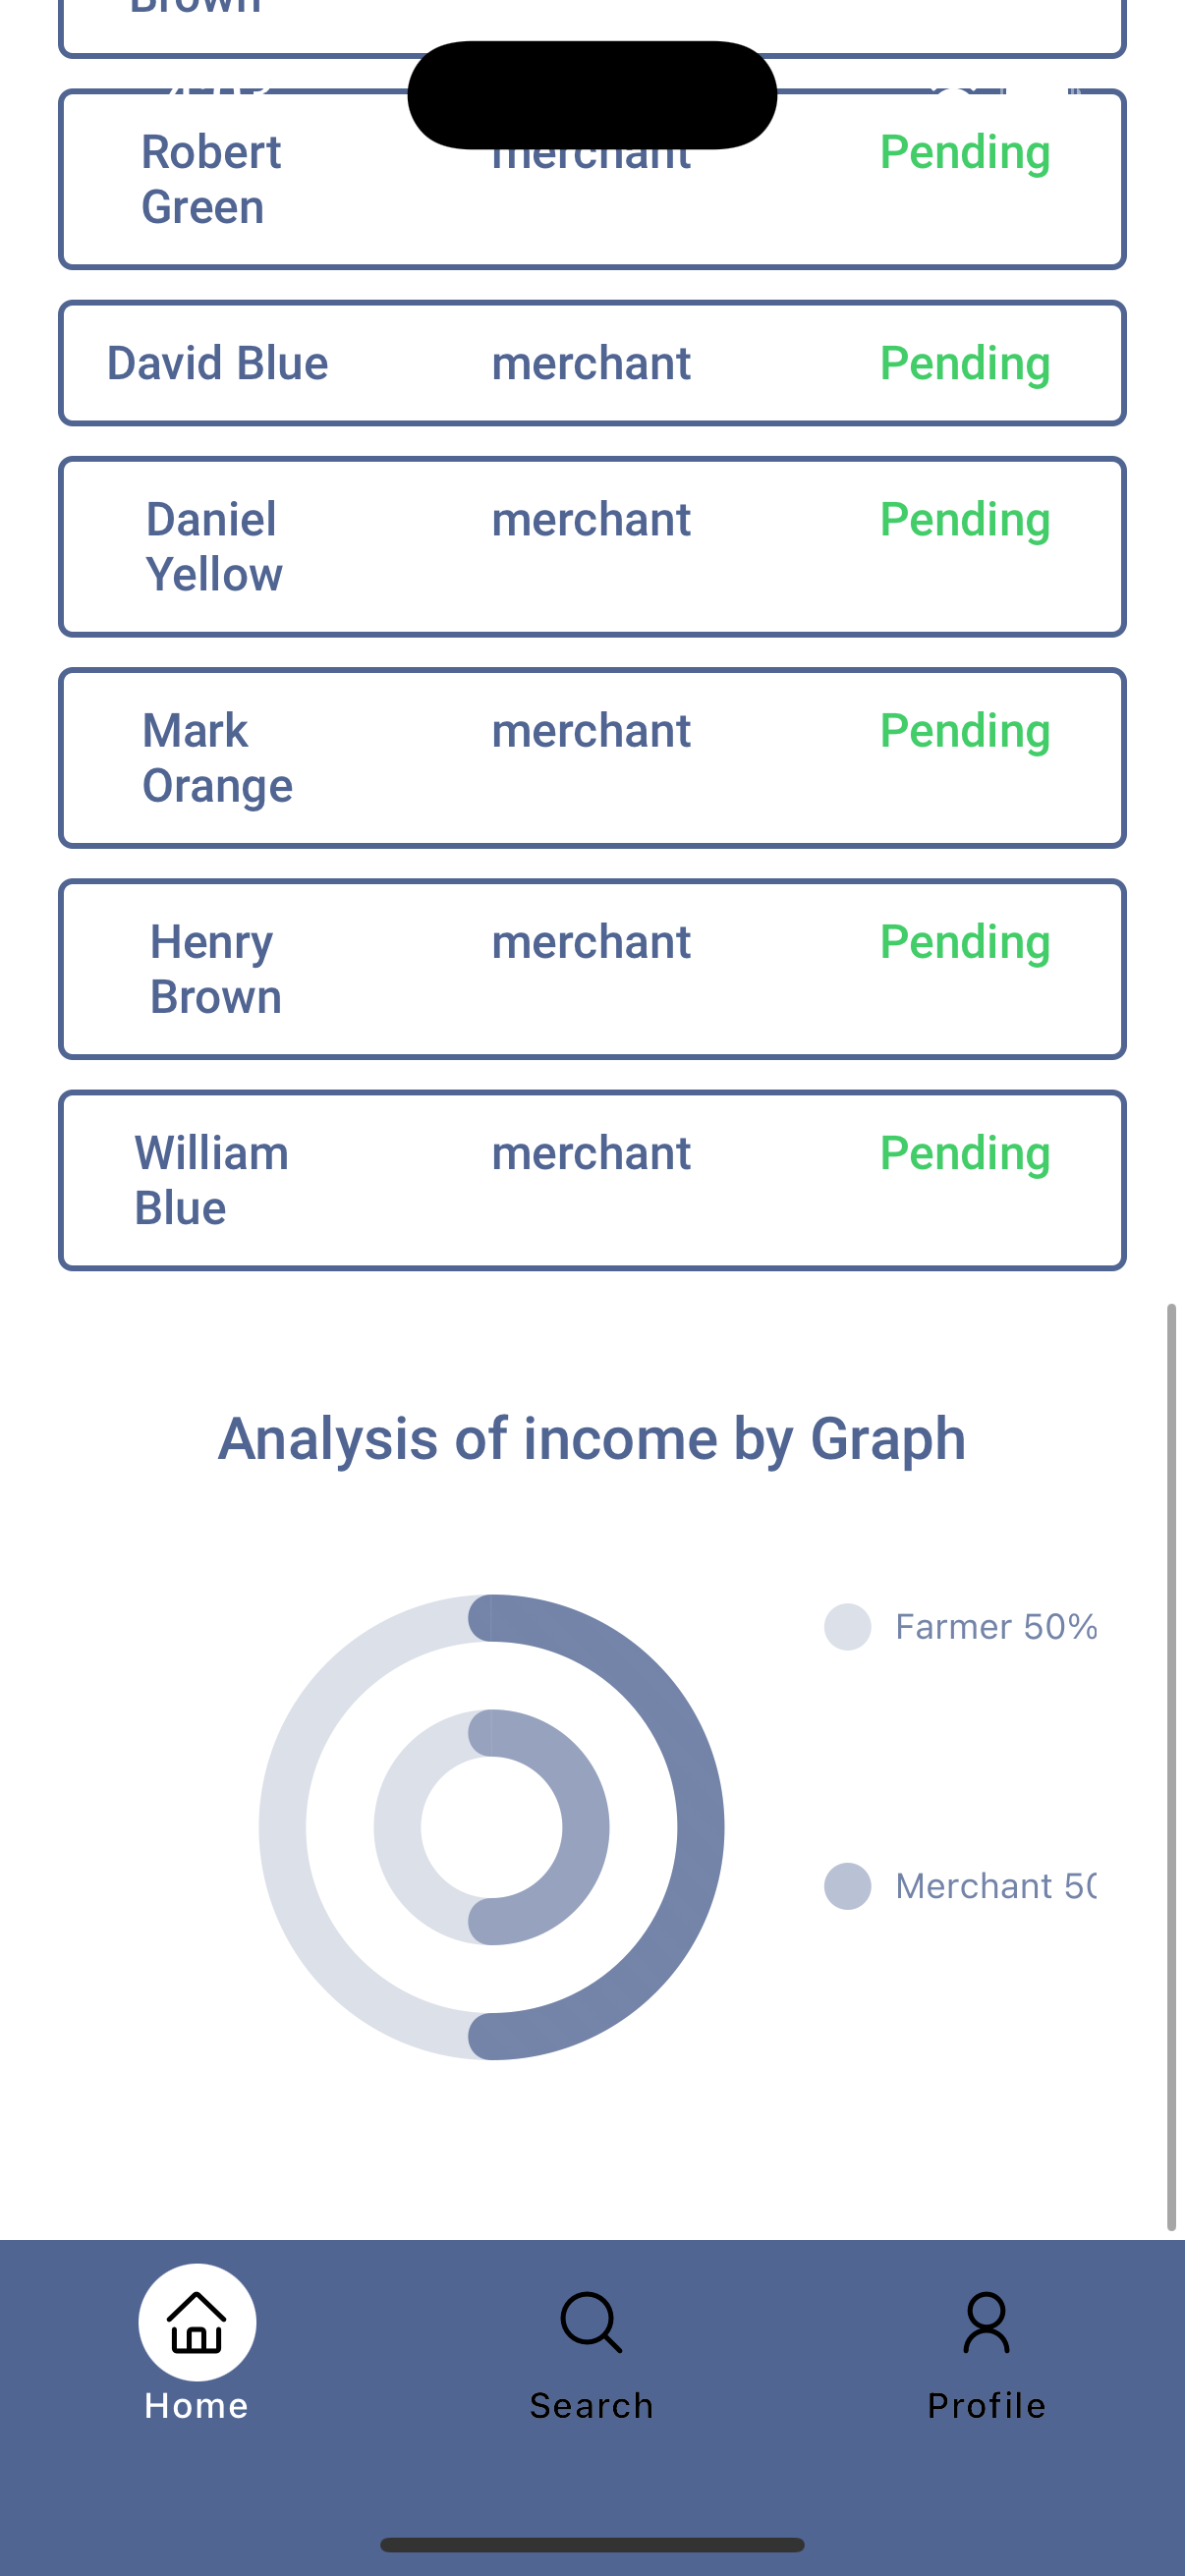 Brown
Robert
Green
merchant
Pending
David Blue merchant Pending
Daniel
Yellow
merchant
Pending
Mark
Orange
merchant
Pending
Henry
Brown
merchant
Pending
William
Blue
merchant
Pending
Analysis of income by Graph
Farmer 50%
Merchant 50
Home
Search
Profile